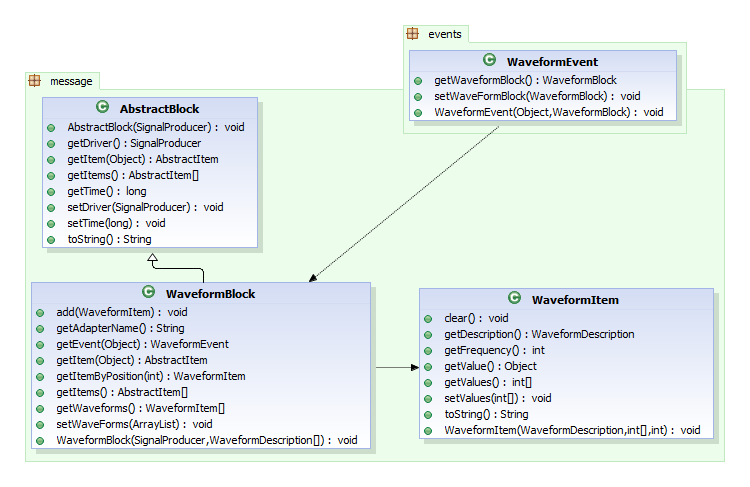 events
WaveformEvent
getWaveformBlock() : WaveformBlock
setWaveFormBlock(WaveformBlock) : void
WaveformEvent(Object,WaveformBlock) : void
message
AbstractBlock
AbstractBlock(SignalProducer) : void
getDriver() : SignalProducer
getItem(Object) : AbstractItem
getItems() : AbstractItem[]
getTime() : long
setDriver(SignalProducer) : void
setTime(long) : void
toString() : String
WaveformBlock
add(WaveformItem) : void
getAdapterName() : String
getEvent(Object) : WaveformEvent
getItem(Object) : AbstractItem
getItemByPosition(int) : WaveformItem
getItems() : AbstractItem[]
getWaveforms() : WaveformItem[]
setWaveForms(ArrayList) : void
WaveformBlock(SignalProducer,WaveformDescription[]) : void
WaveformItem
clear() : void
getDescription() : WaveformDescription
getFrequency() : int
getValue() : Object
getValues() : int[]
setValues(int[]) : void
toString() : String
WaveformItem(WaveformDescription,int[],int) : void